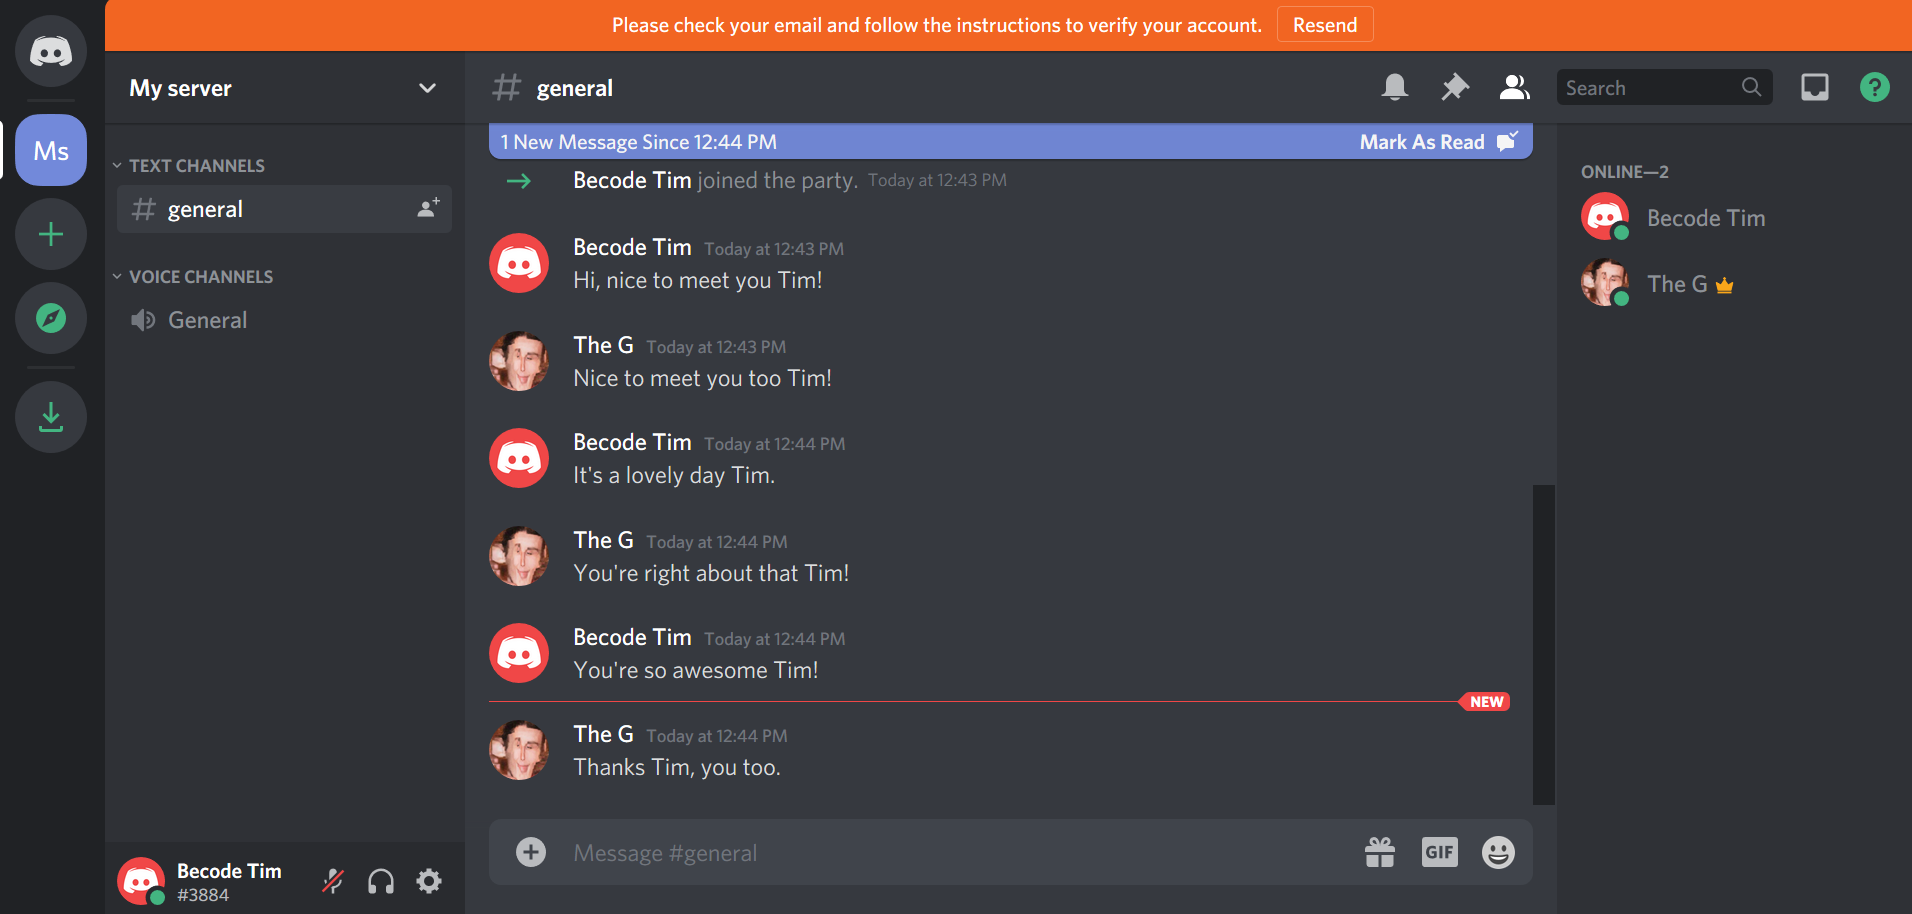 Please check your email and follow the instructions to verify your account. Resend
Ms
My server
TEXT CHANNELS
general
VOICE CHANNELS
General
Becode Tim
#3884
# general
Search
?
1 New Message Since 12:44 PM Mark As Read
Becode Tim joined the party. Today at 12:43 PM
Becode Tim Today at 12:43 PM
Hi, nice to meet you Tim!
The G Today at 12:43 PM
Nice to meet you too Tim!
Becode Tim Today at 12:44 PM
It's a lovely day Tim.
The G Today at 12:44 PM
You're right about that Tim!
Becode Tim Today at 12:44 PM
You're so awesome Tim!
NEW
The G Today at 12:44 PM
Thanks Tim, you too.
Message #general
GIF
ONLINE—2
Becode Tim
The G